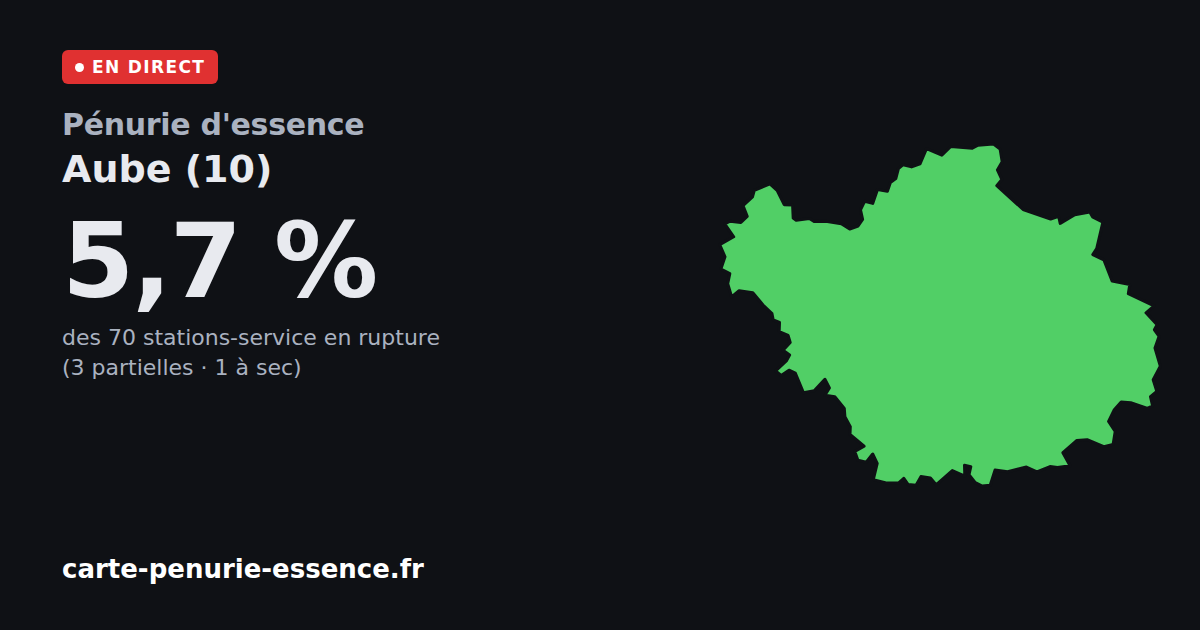 EN DIRECT
Pénurie d'essence
Aube (10)
5,7 %
des 70 stations-service en rupture
(3 partielles · 1 à sec)
carte-penurie-essence.fr